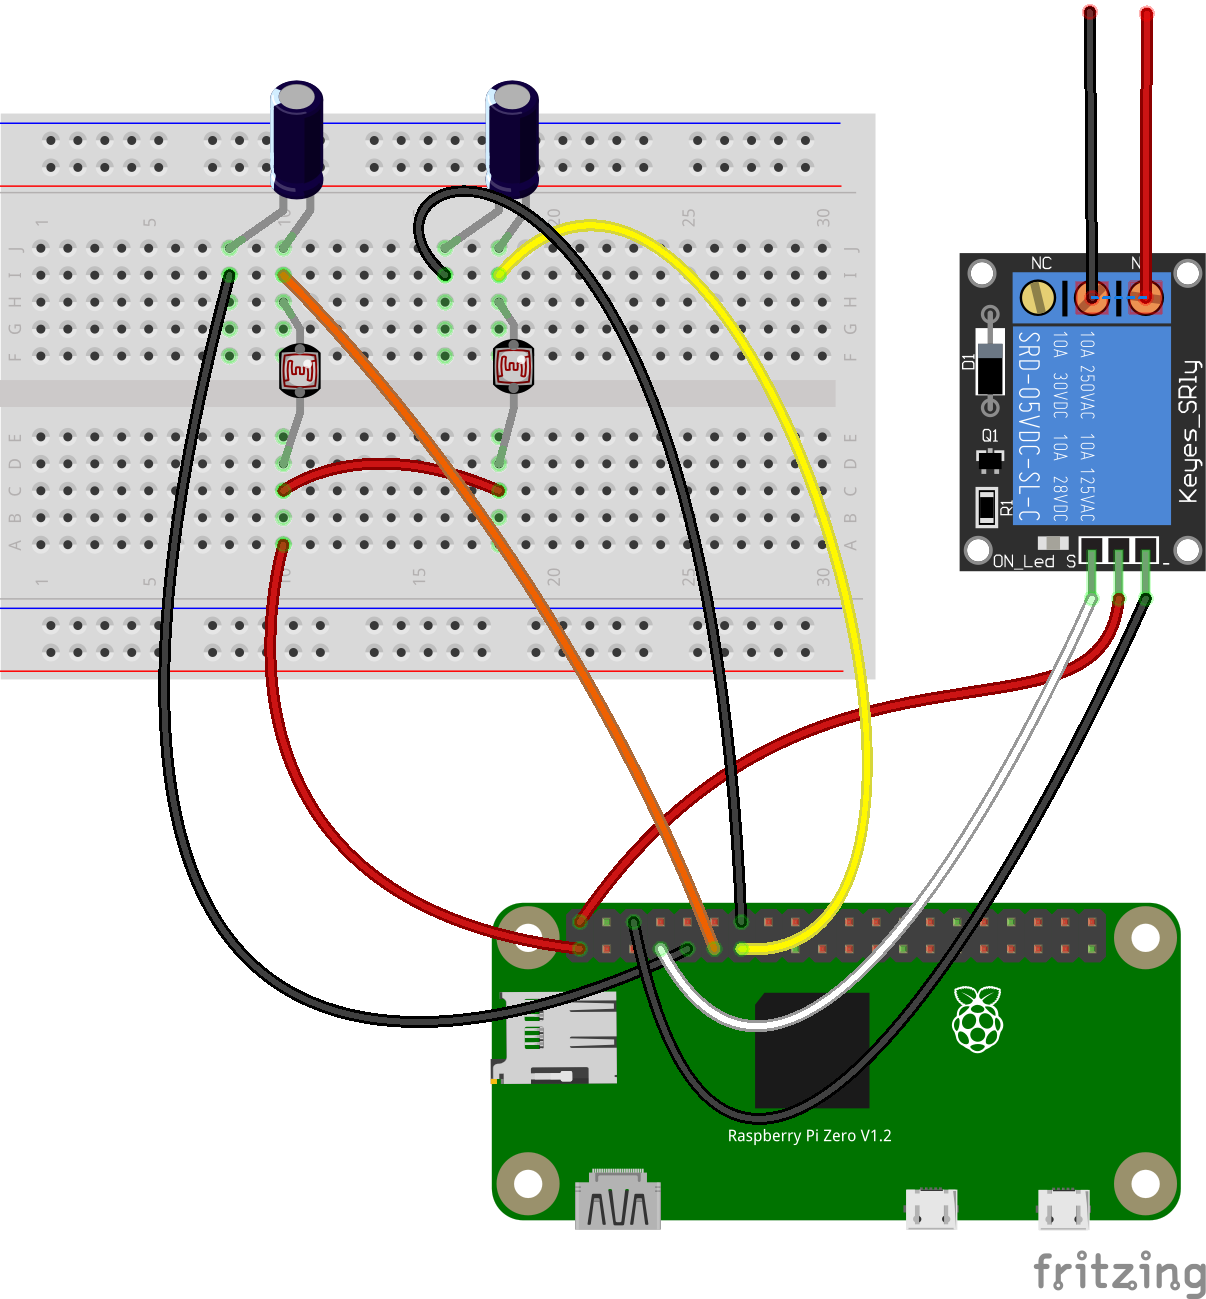 1 5 10 20 25 30
J J
I I
H H
G G
F F
E E
D D
C C
B B
A A
1 5 10 15 20 25 30
NC N
D1
Q1
R1
SRD-05VDC-SL-C
10A 30VDC 10A 28VDC
10A 250VAC 10A 125VAC
Keyes_SRly
ON_Led S -
Raspberry Pi Zero V1.2
fritzing